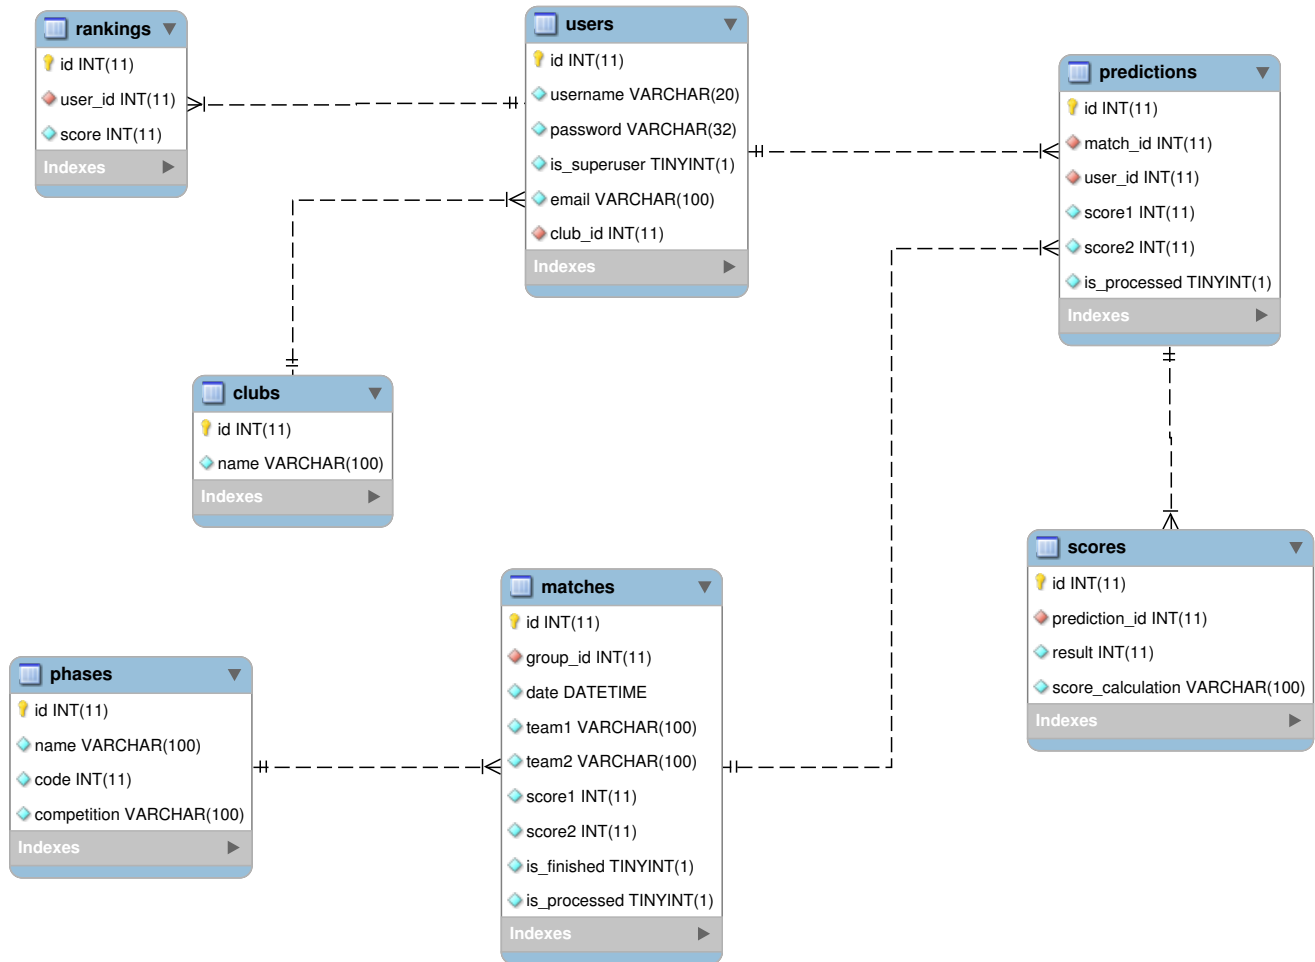 rankings
id INT(11)
user_id INT(11)
score INT(11)
Indexes
users
id INT(11)
username VARCHAR(20)
password VARCHAR(32)
is_superuser TINYINT(1)
email VARCHAR(100)
club_id INT(11)
Indexes
predictions
id INT(11)
match_id INT(11)
user_id INT(11)
score1 INT(11)
score2 INT(11)
is_processed TINYINT(1)
Indexes
clubs
id INT(11)
name VARCHAR(100)
Indexes
scores
id INT(11)
prediction_id INT(11)
result INT(11)
score_calculation VARCHAR(100)
Indexes
matches
id INT(11)
group_id INT(11)
date DATETIME
team1 VARCHAR(100)
team2 VARCHAR(100)
score1 INT(11)
score2 INT(11)
is_finished TINYINT(1)
is_processed TINYINT(1)
Indexes
phases
id INT(11)
name VARCHAR(100)
code INT(11)
competition VARCHAR(100)
Indexes